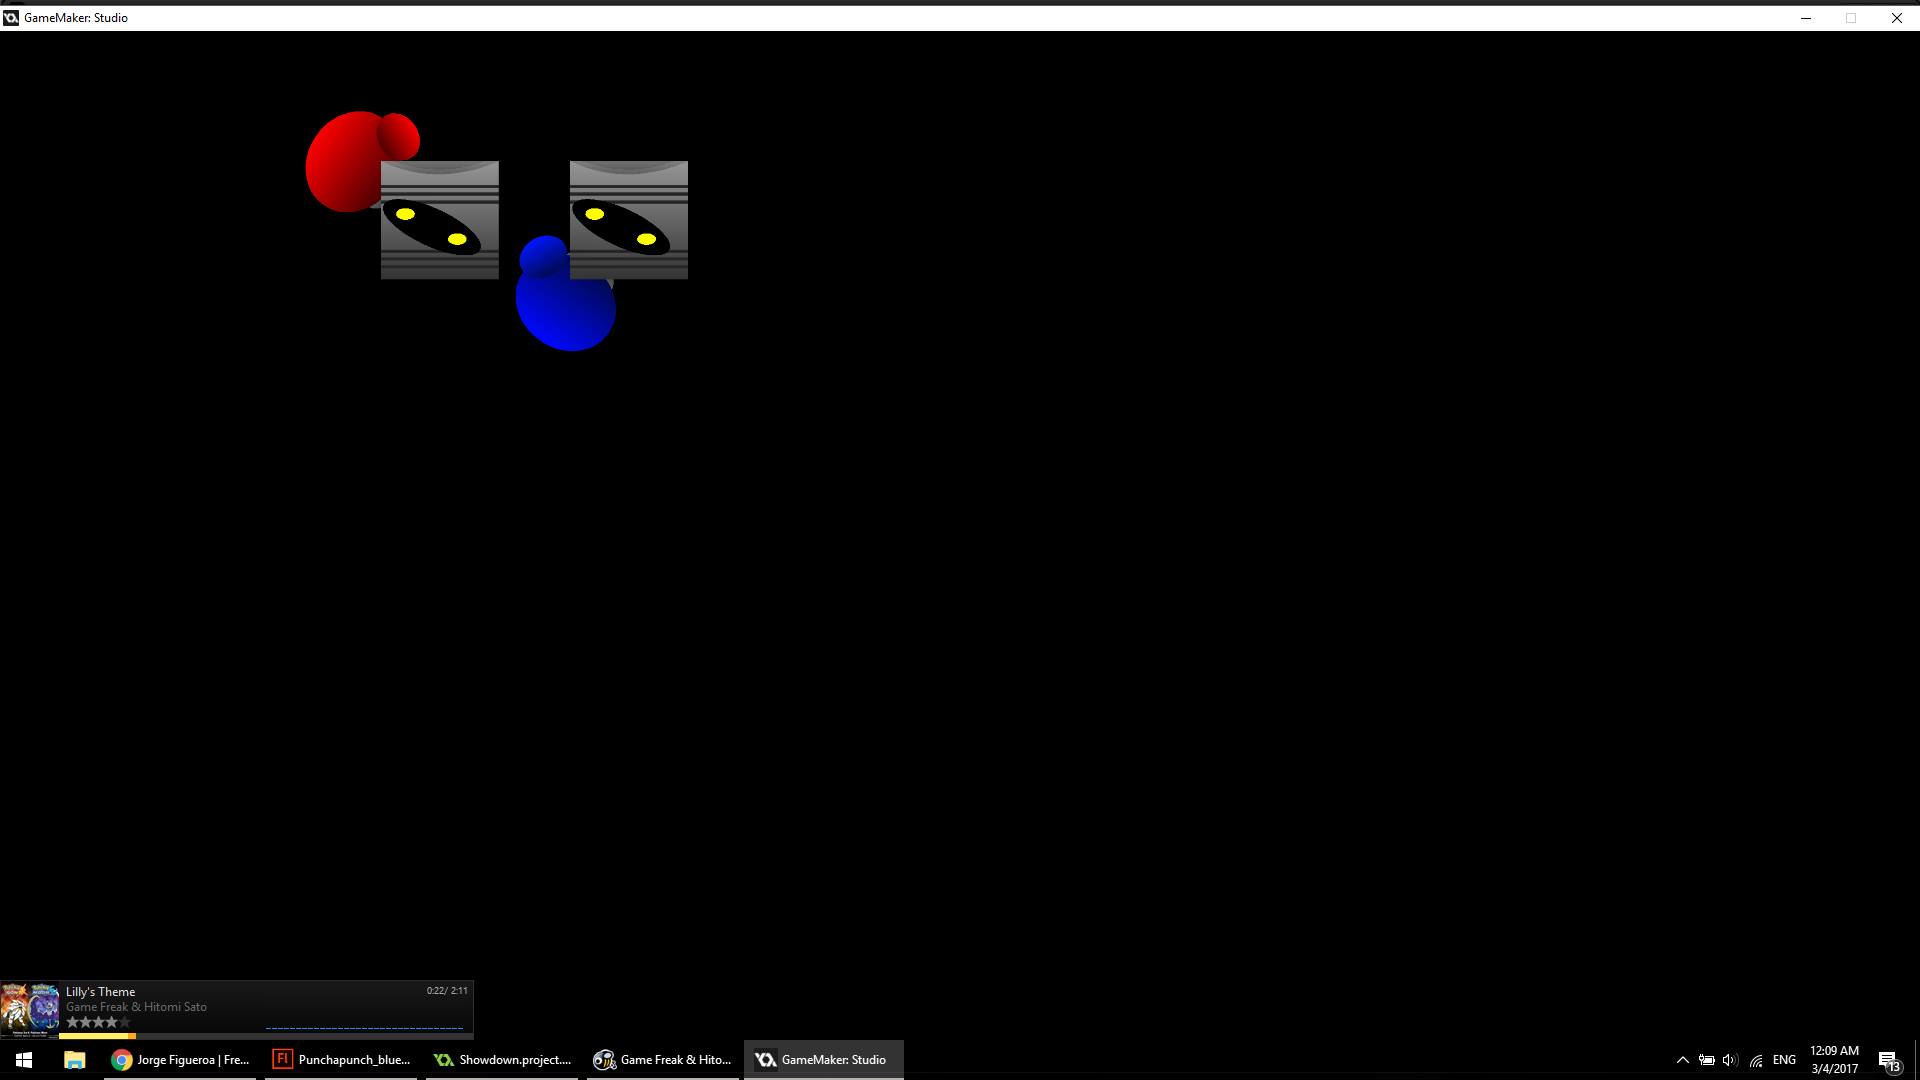 GameMaker: Studio
Lilly's Theme
0:22/ 2:11
Game Freak & Hitomi Sato
Jorge Figueroa | Fre...
Fl
Punchapunch_blue...
Showdown.project....
Game Freak & Hito...
GameMaker: Studio
ENG
12:09 AM
3/4/2017
13